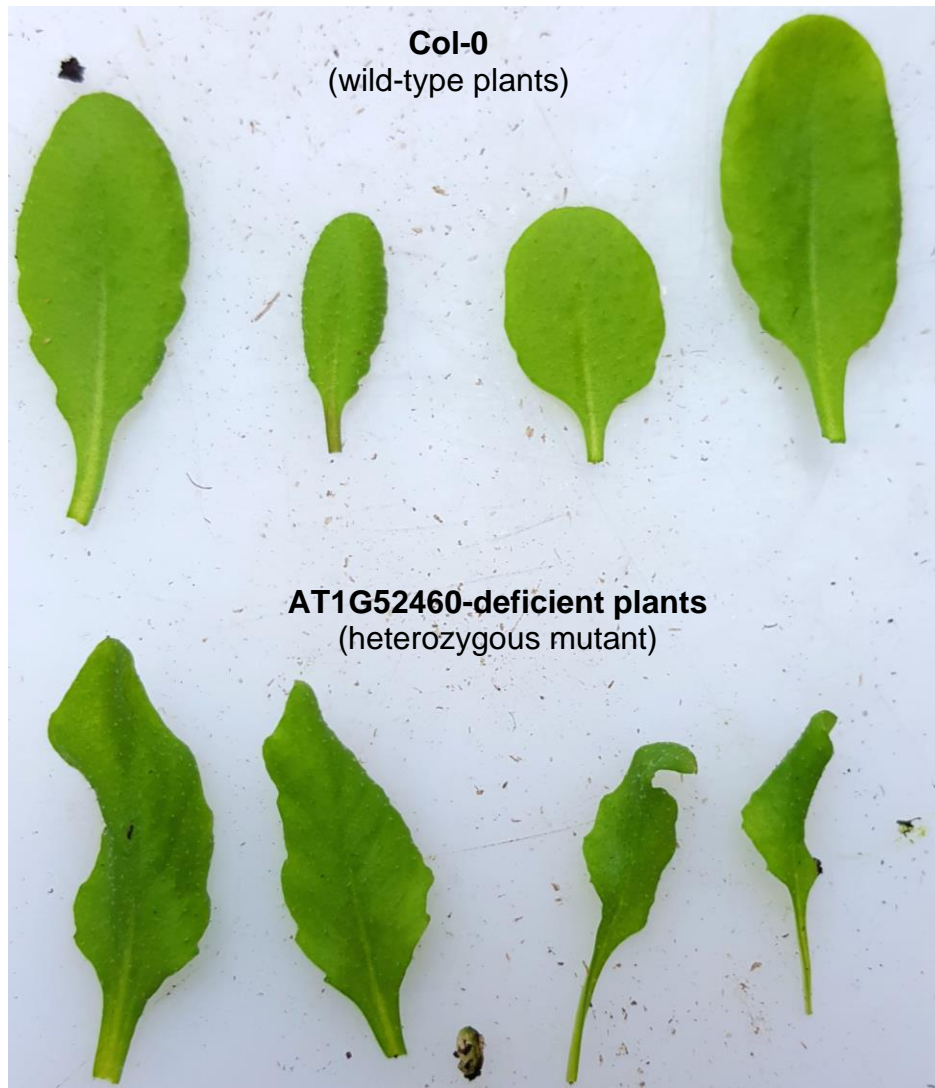 Col-0
(wild-type plants)
AT1G52460-deficient plants
(heterozygous mutant)